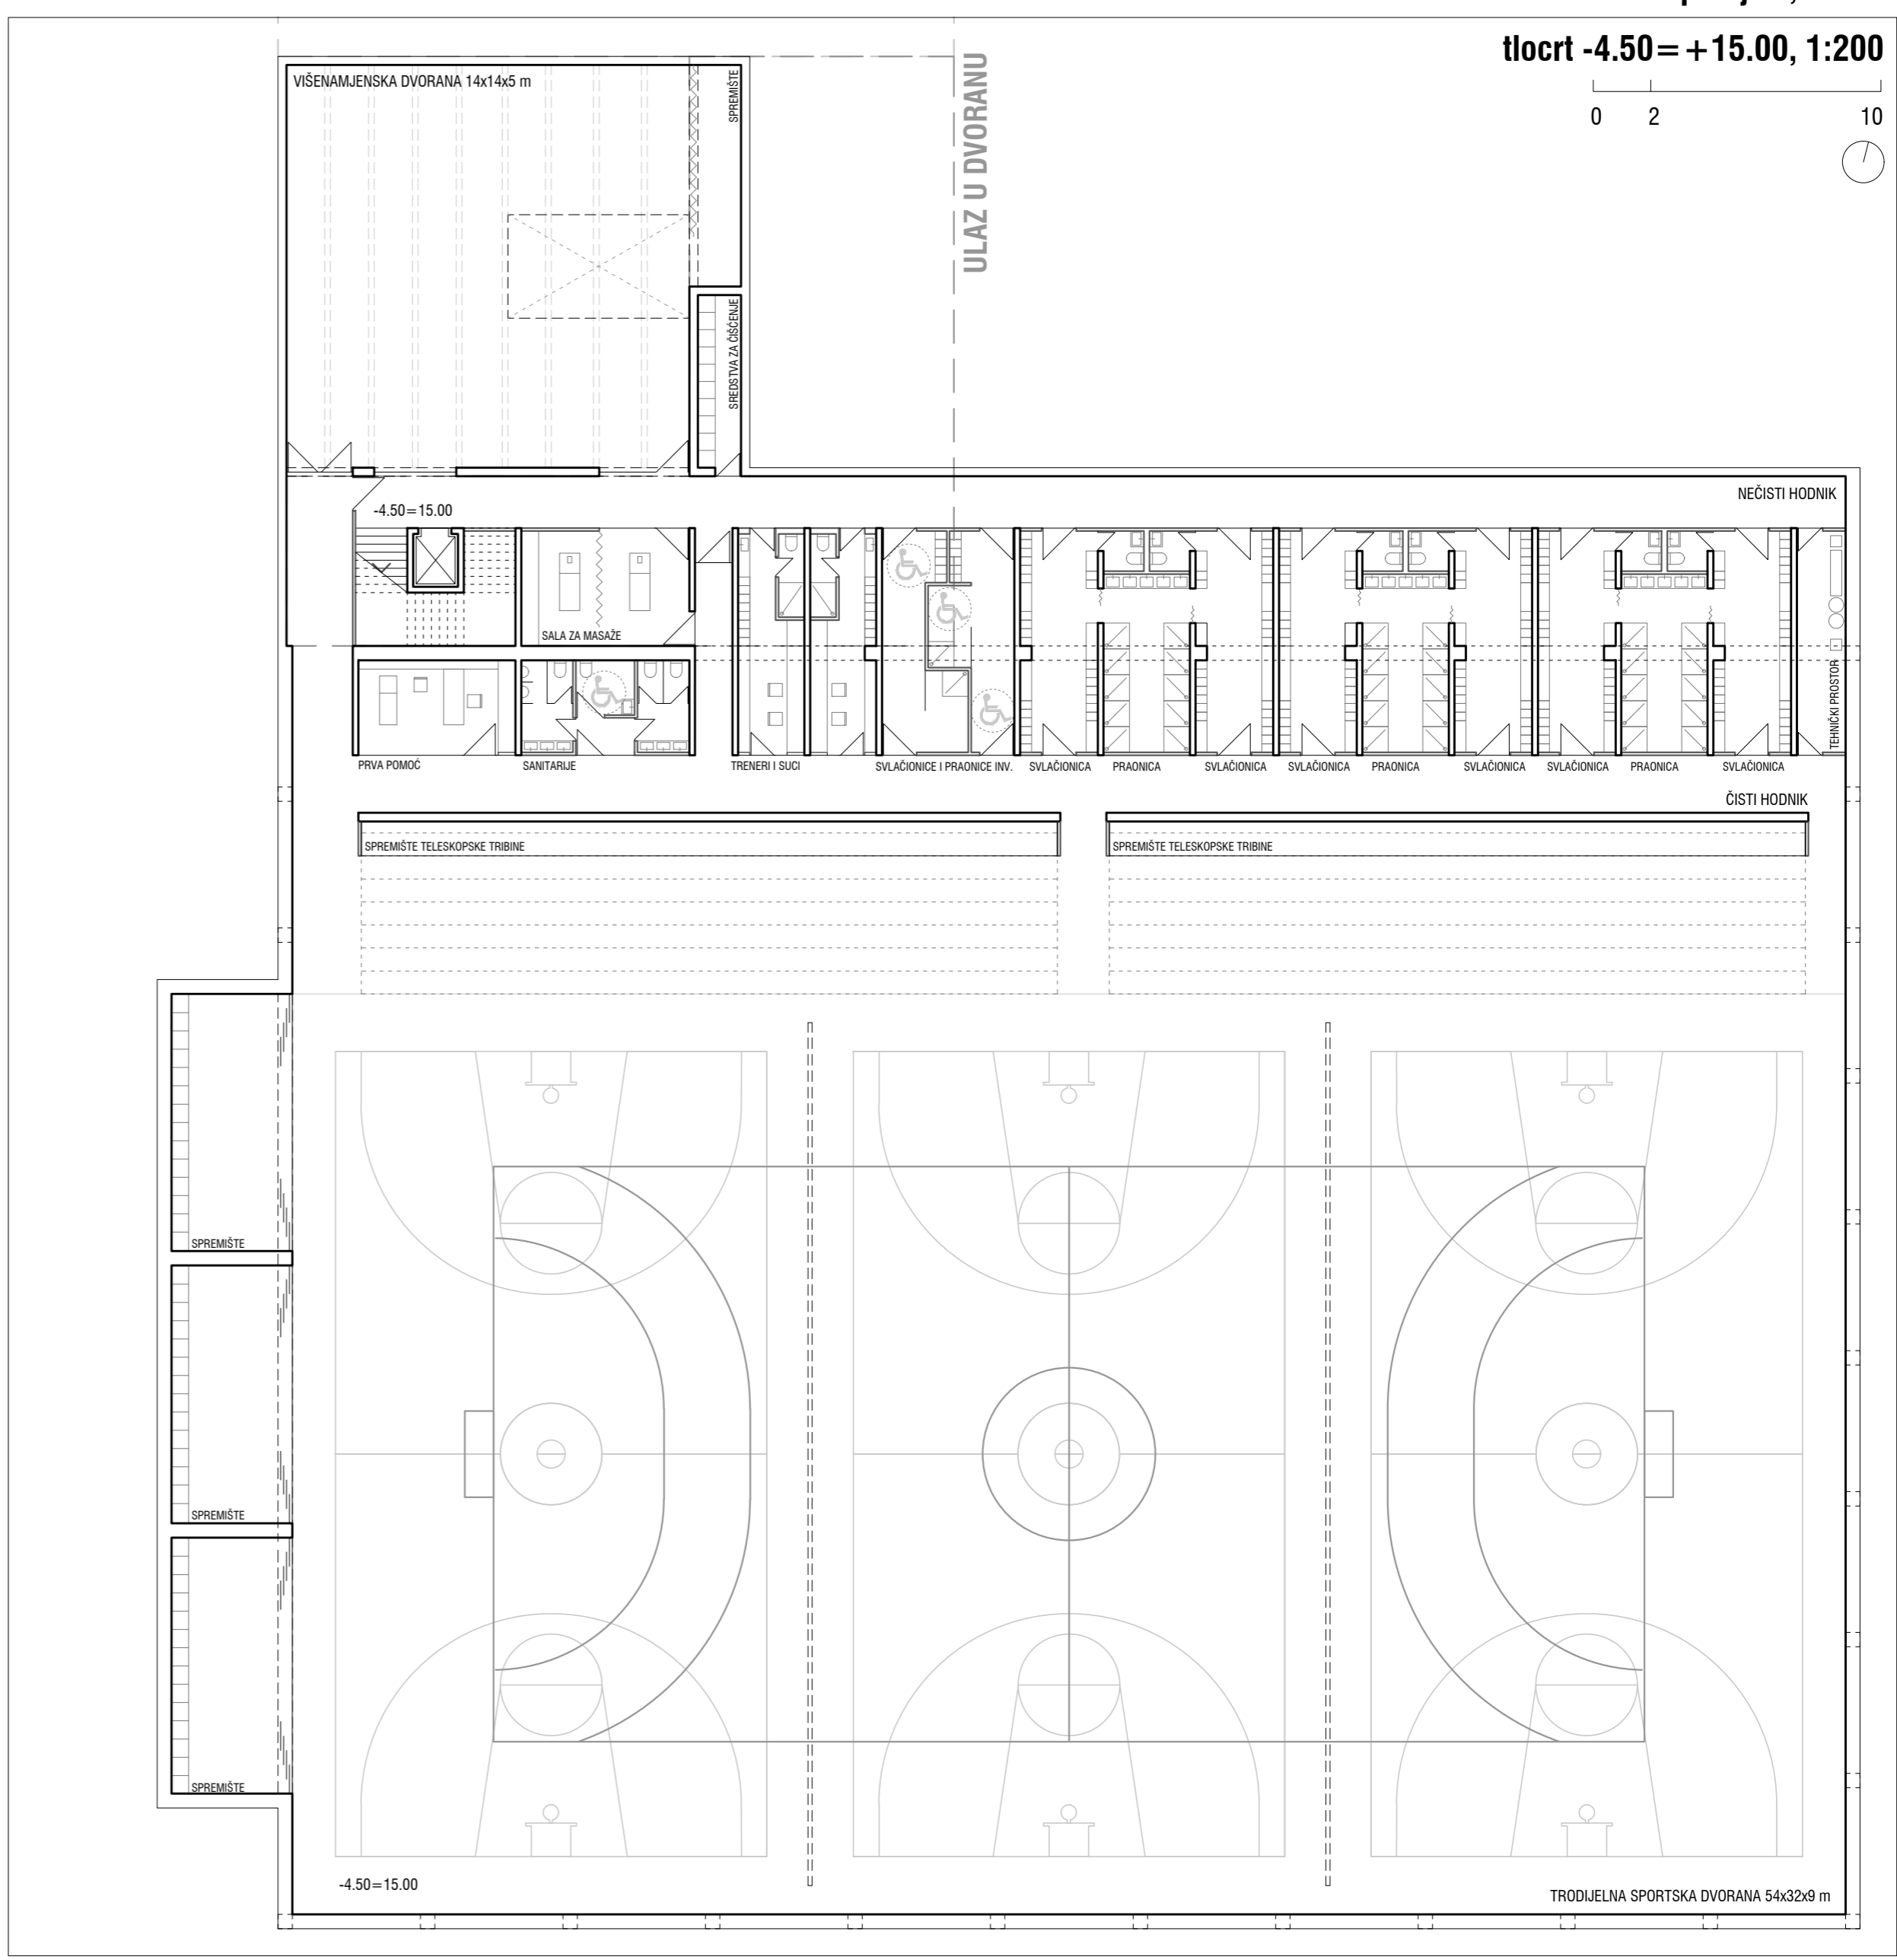 tlocrt -4.50=+15.00, 1:200
0 2 10
VIŠENAMJENSKA DVORANA 14x14x5 m
SPREMIŠTE
ULAZ U DVORANU
SREDSTVA ZA ČIŠĆENJE
NEČISTI HODNIK
-4.50=15.00
SALA ZA MASAŽE
TEHNIČKI PROSTOR
PRVA POMOĆ
SANITARIJE
TRENERI I SUCI
SVLAČIONICE I PRAONICE INV.
SVLAČIONICA
PRAONICA
SVLAČIONICA
SVLAČIONICA
PRAONICA
SVLAČIONICA
SVLAČIONICA
PRAONICA
SVLAČIONICA
ČISTI HODNIK
SPREMIŠTE TELESKOPSKE TRIBINE
SPREMIŠTE TELESKOPSKE TRIBINE
SPREMIŠTE
SPREMIŠTE
SPREMIŠTE
-4.50=15.00
TRODIJELNA SPORTSKA DVORANA 54x32x9 m